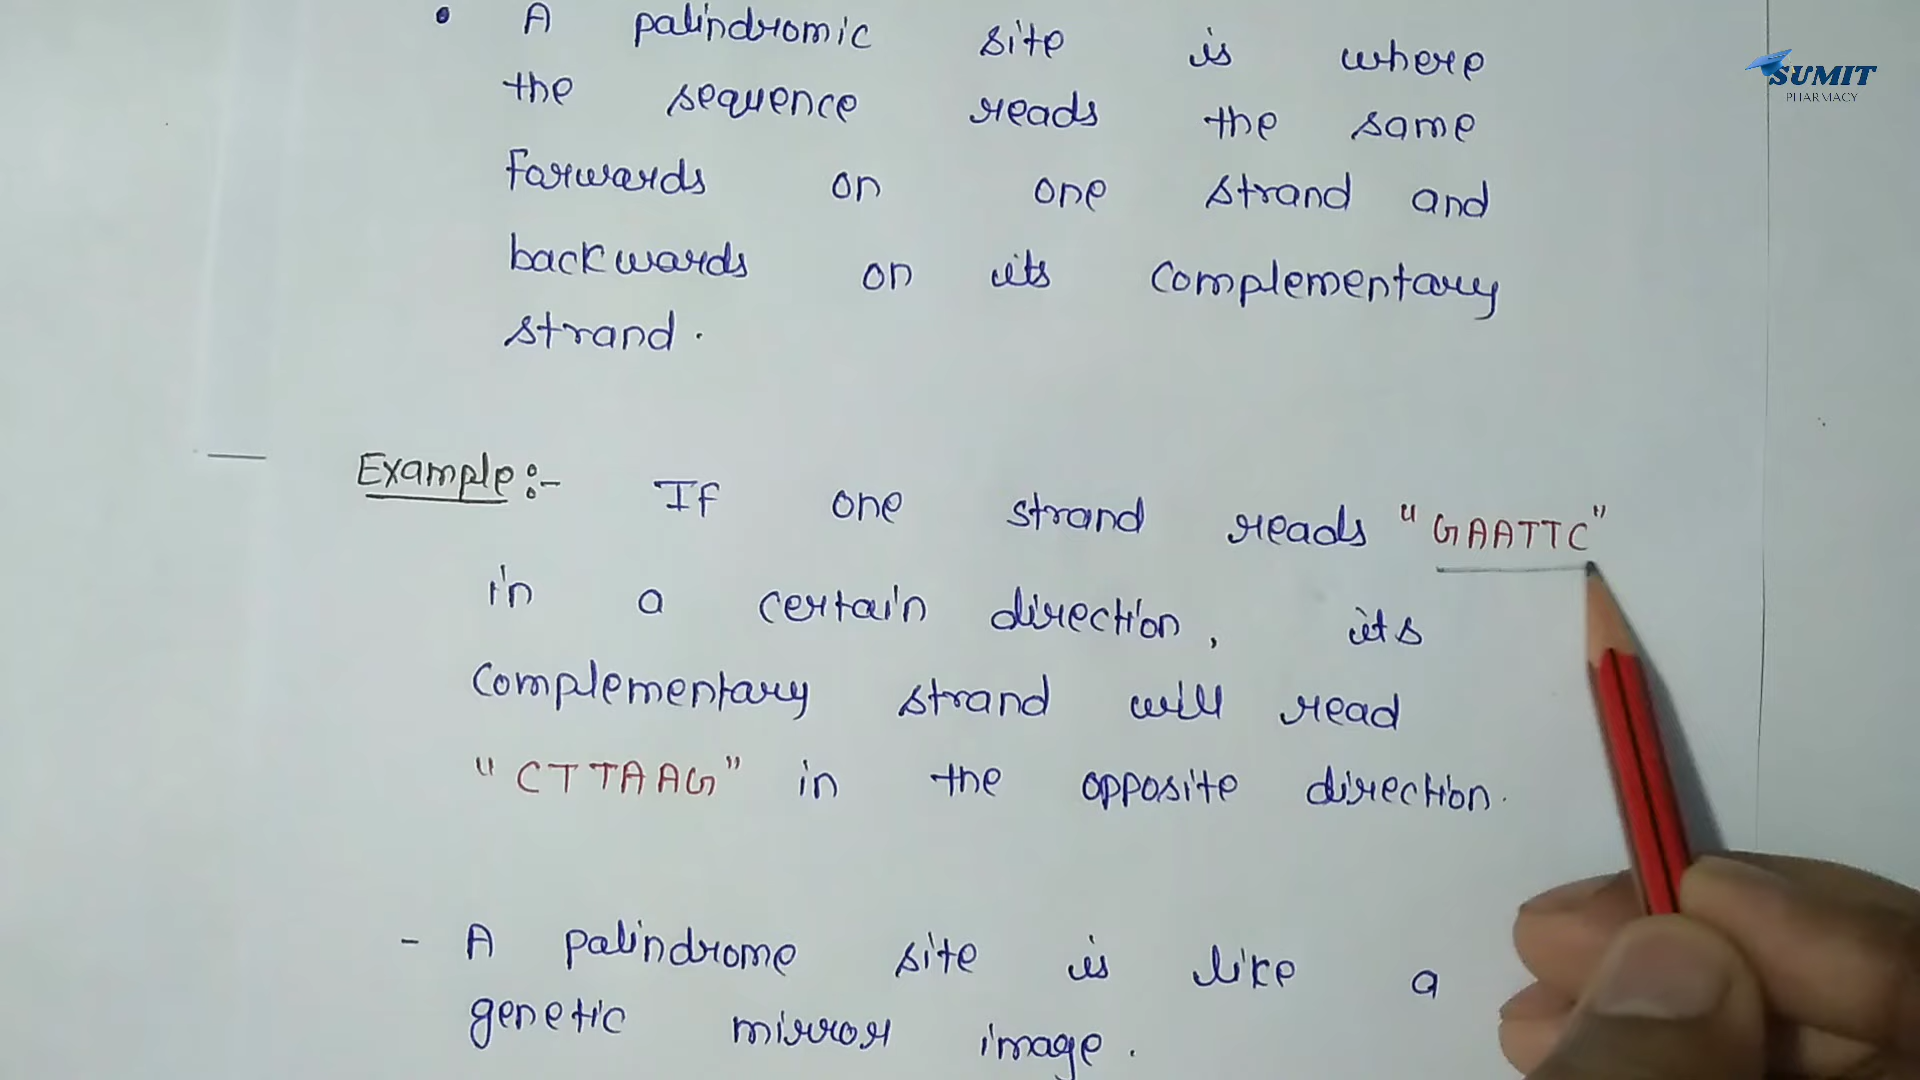 • A palindromic site is where
the sequence reads the same
forwards on one strand and
backwards on its complementary
strand.
Example:- If one strand reads "GAATTC"
in a certain direction, its
complementary strand will read
"CTTAAG" in the opposite direction.
- A palindrome site is like a
genetic mirror image.
SUMIT
PHARMACY